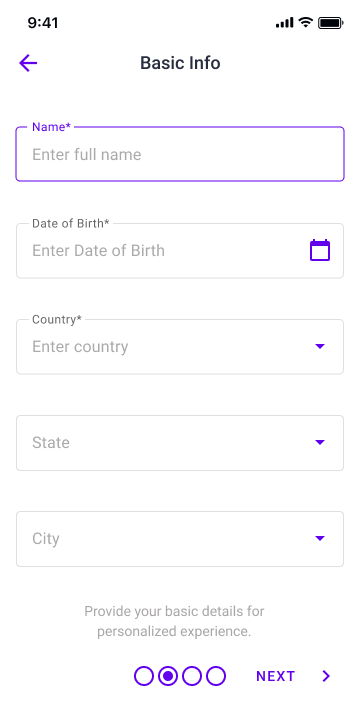 9:41
Basic Info
Name*
Enter full name
Date of Birth*
Enter Date of Birth
Country*
Enter country
State
City
Provide your basic details for
personalized experience.
NEXT